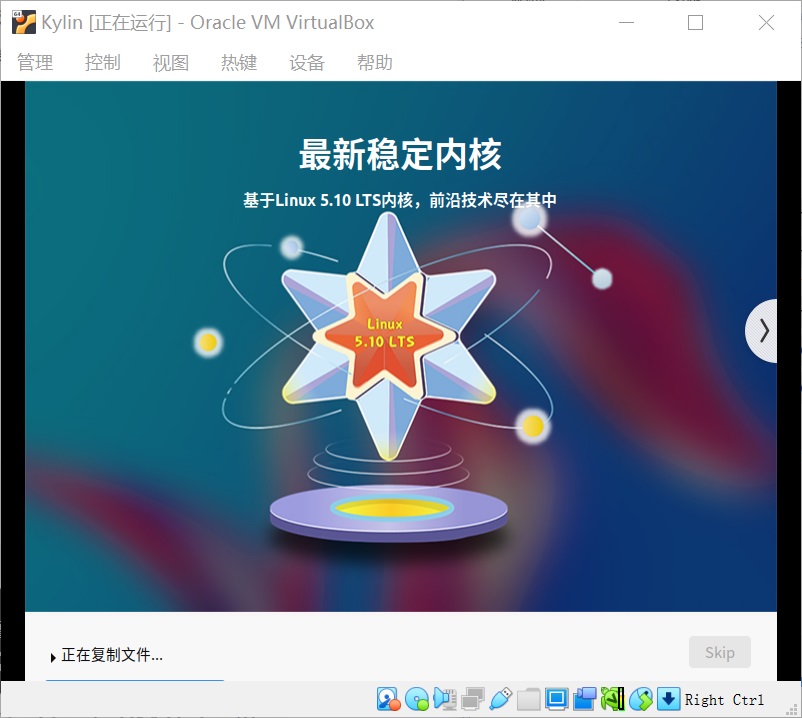 Kylin [正在运行] - Oracle VM VirtualBox
管理 控制 视图 热键 设备 帮助
最新稳定内核
基于Linux 5.10 LTS内核，前沿技术尽在其中
Linux
5.10 LTS
正在复制文件...
Skip
Right Ctrl